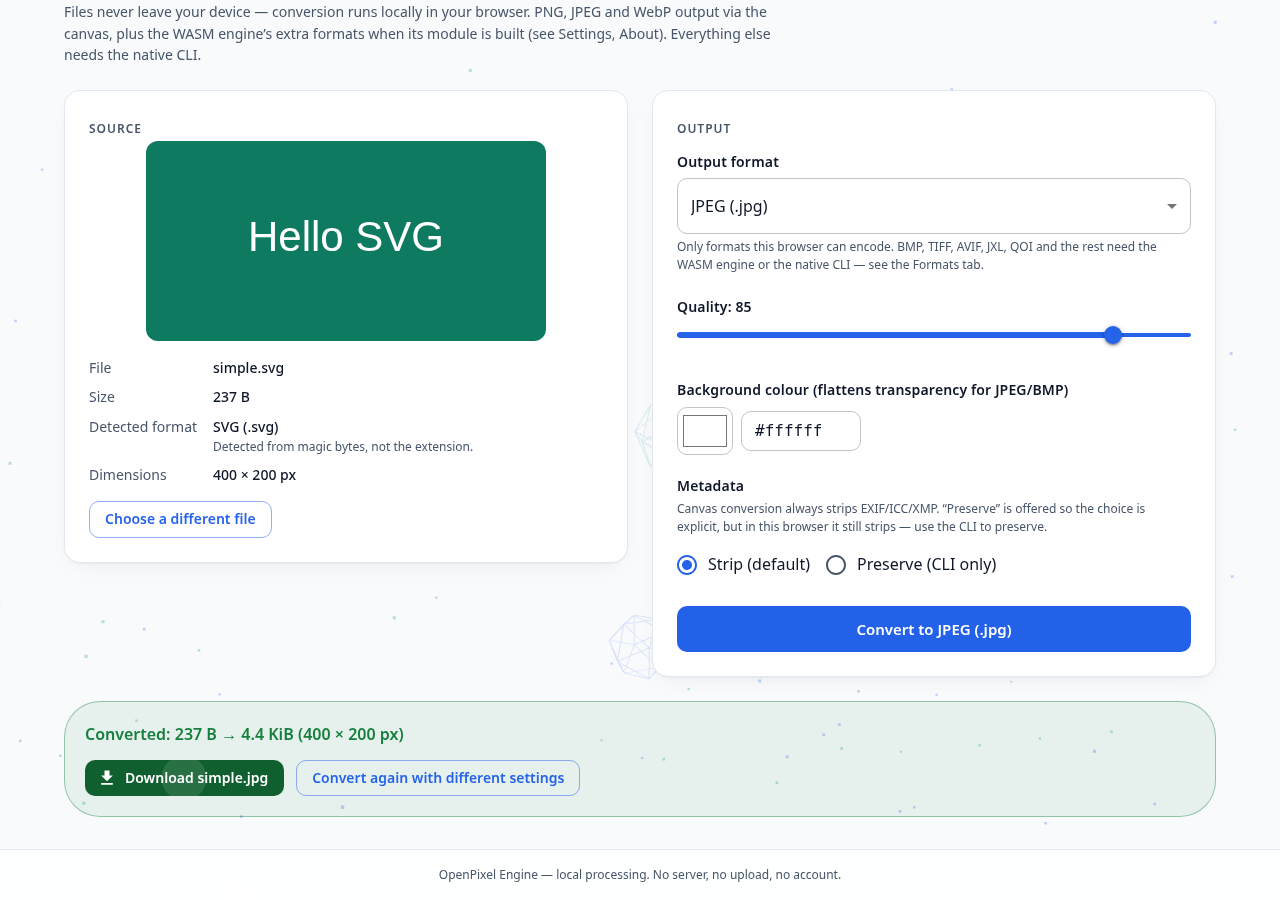 Files never leave your device — conversion runs locally in your browser. PNG, JPEG and WebP output via the
canvas, plus the WASM engine’s extra formats when its module is built (see Settings, About). Everything else
needs the native CLI.
SOURCE
Hello SVG
File simple.svg
Size 237 B
Detected format SVG (.svg)
Detected from magic bytes, not the extension.
Dimensions 400 × 200 px
Choose a different file
OUTPUT
Output format
JPEG (.jpg)
Only formats this browser can encode. BMP, TIFF, AVIF, JXL, QOI and the rest need the
WASM engine or the native CLI — see the Formats tab.
Quality: 85
Background colour (flattens transparency for JPEG/BMP)
#ffffff
Metadata
Canvas conversion always strips EXIF/ICC/XMP. “Preserve” is offered so the choice is
explicit, but in this browser it still strips — use the CLI to preserve.
Strip (default) Preserve (CLI only)
Convert to JPEG (.jpg)
Converted: 237 B → 4.4 KiB (400 × 200 px)
Download simple.jpg Convert again with different settings
OpenPixel Engine — local processing. No server, no upload, no account.